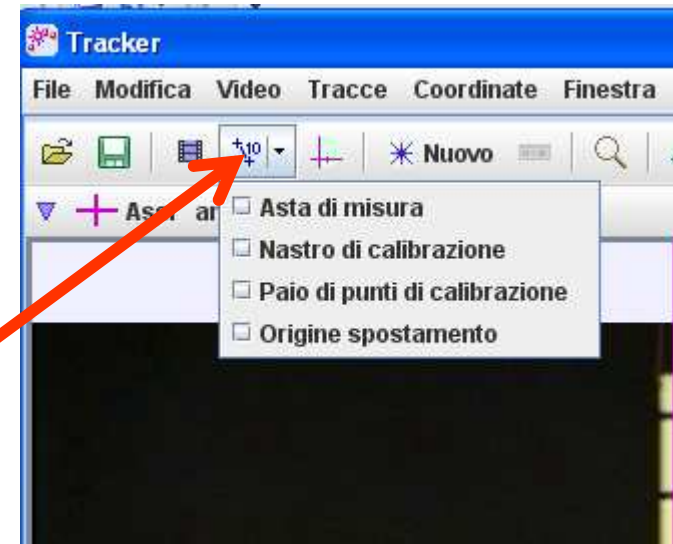 Tracker
File Modifica Video Tracce Coordinate Finestra
10 Nuovo
Asta di misura
Nastro di calibrazione
Paio di punti di calibrazione
Origine spostamento